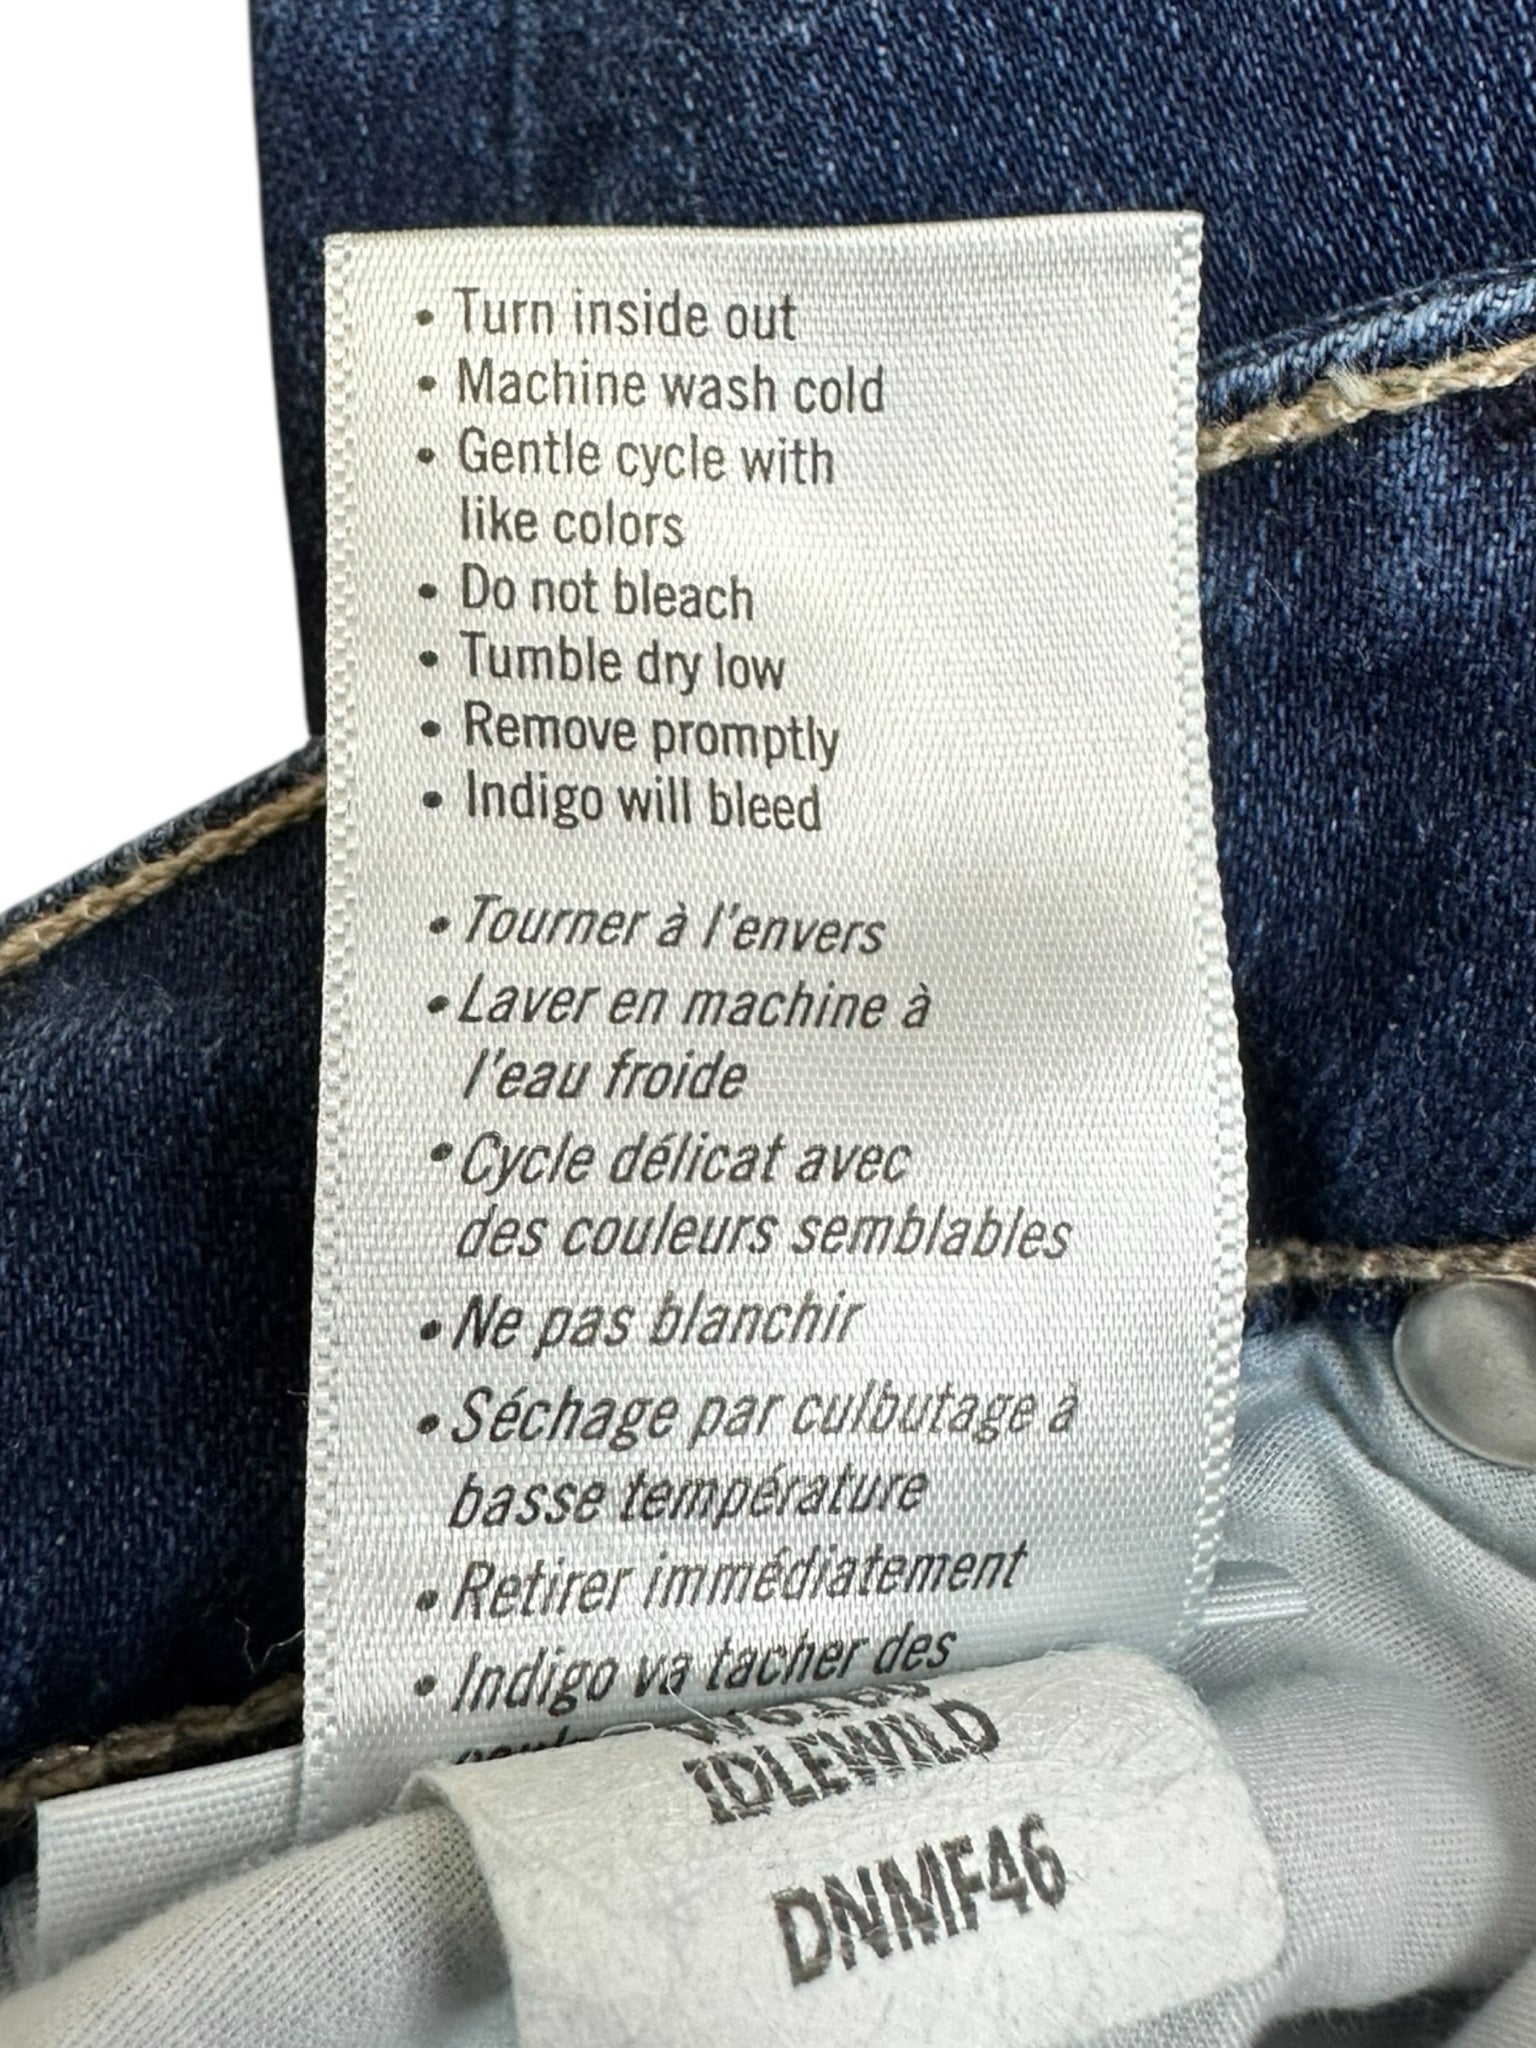 • Turn inside out
• Machine wash cold
• Gentle cycle with
like colors
• Do not bleach
• Tumble dry low
• Remove promptly
• Indigo will bleed
• Tourner à l'envers
• Laver en machine à
l'eau froide
• Cycle délicat avec
des couleurs semblables
• Ne pas blanchir
• Séchage par culbutage à
basse température
• Retirer immédiatement
• Indigo va tacher des
IDLEWILD
DNMF46